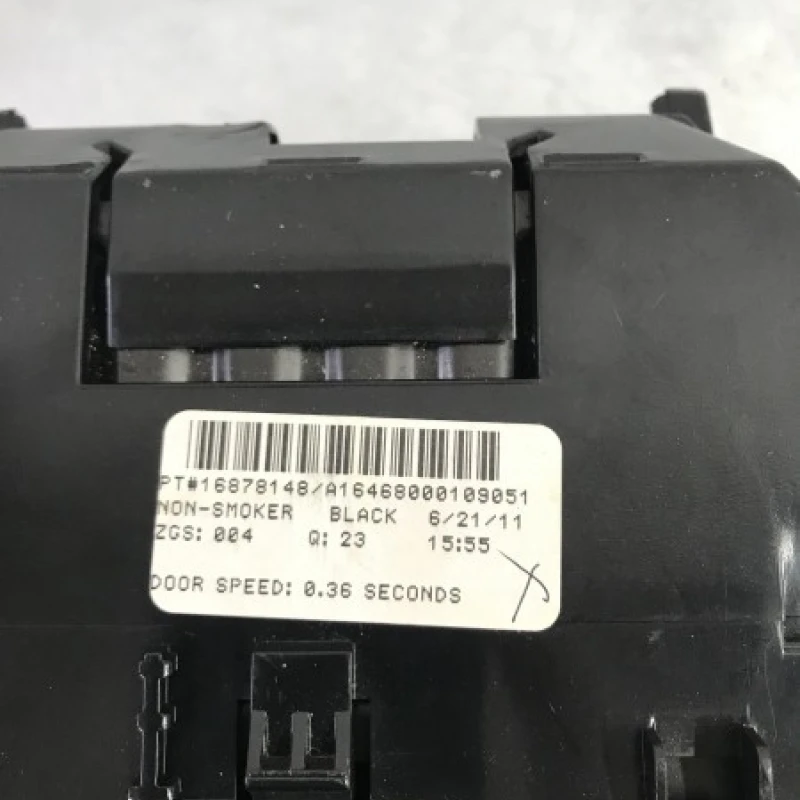 PT#16878148/A16468000109051
NON-SMOKER BLACK 6/21/11
ZGS: 004 Q: 23 15:55
DOOR SPEED: 0.36 SECONDS